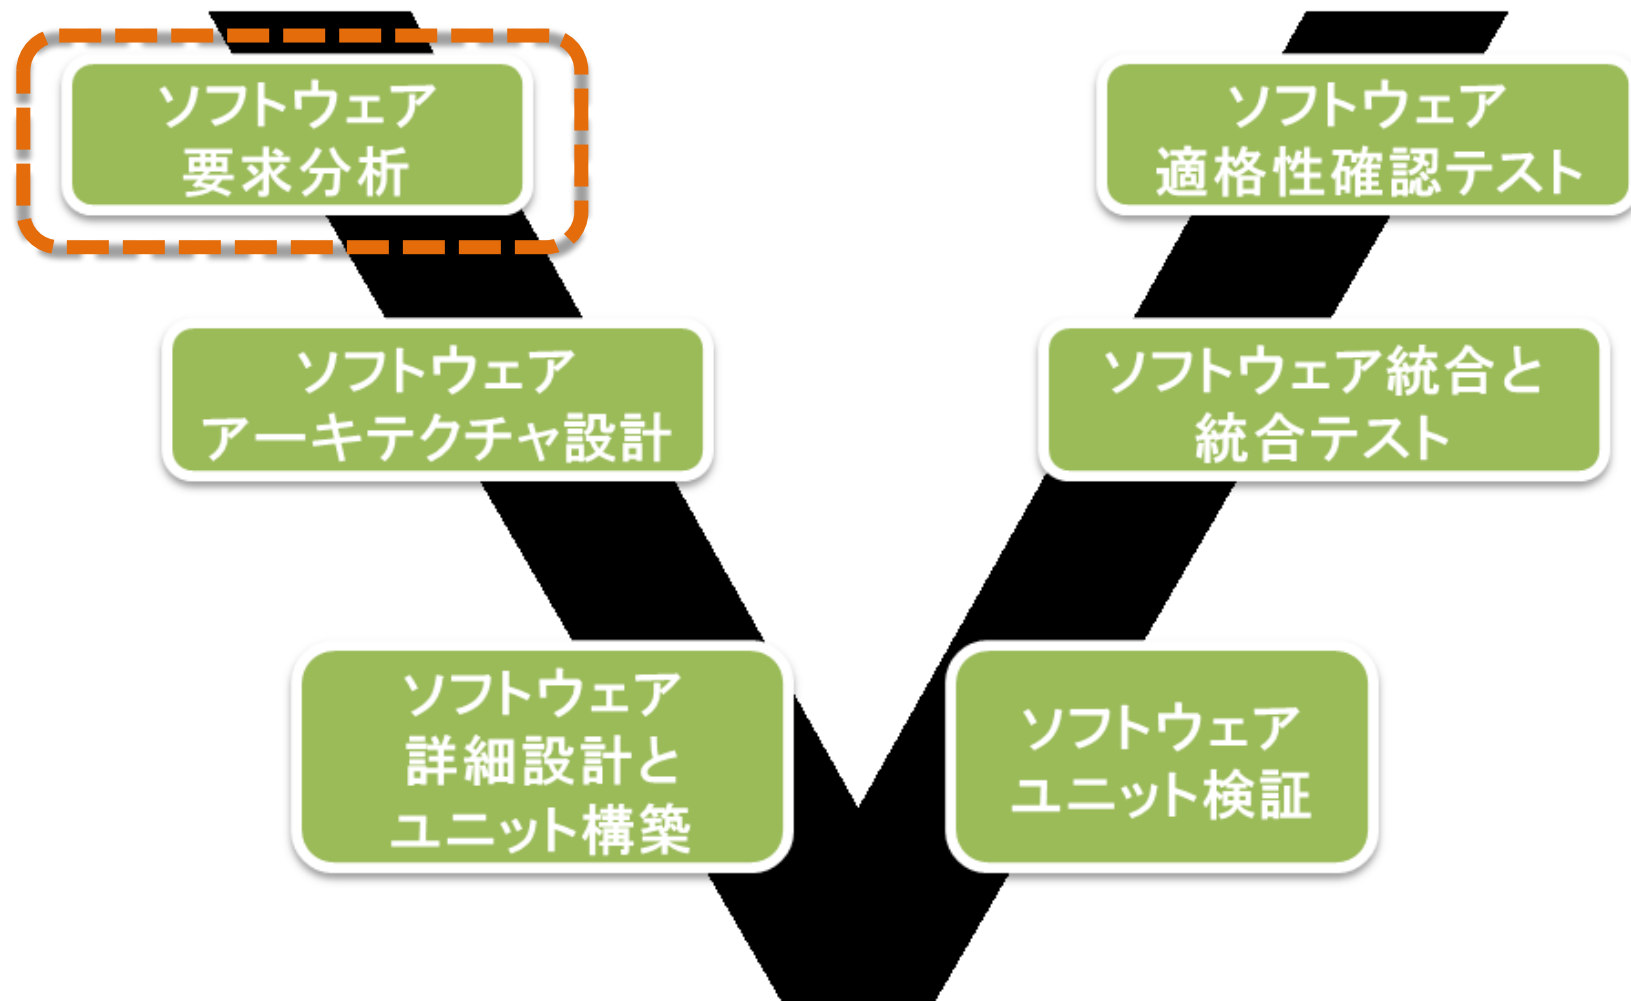 ソフトウェア
要求分析
ソフトウェア
適格性確認テスト
ソフトウェア
アーキテクチャ設計
ソフトウェア統合と
統合テスト
ソフトウェア
詳細設計と
ユニット構築
ソフトウェア
ユニット検証